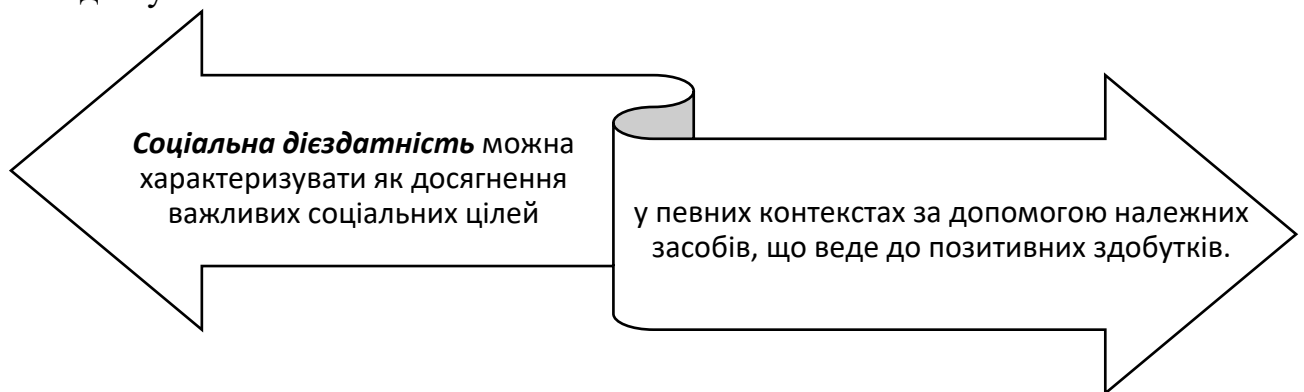 Соціальна дієздатність можна
характеризувати як досягнення
важливих соціальних цілей
у певних контекстах за допомогою належних
засобів, що веде до позитивних здобутків.